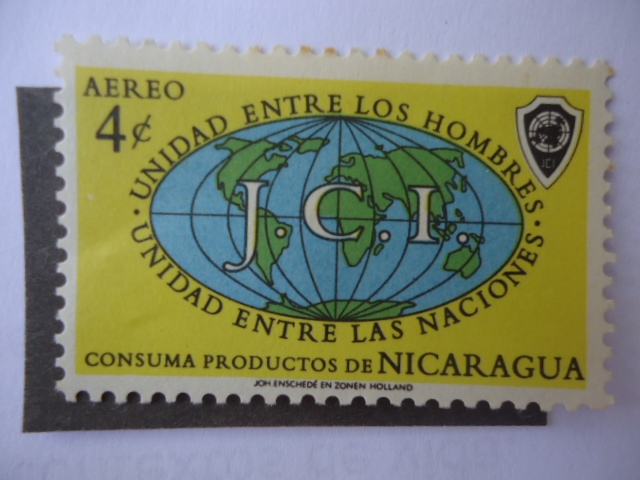 AEREO
4¢
· UNIDAD ENTRE LOS HOMBRES ·
J.C.I.
JCI
UNIDAD ENTRE LAS NACIONES
CONSUMA PRODUCTOS DE NICARAGUA
JOH. ENSCHEDÉ EN ZONEN HOLLAND